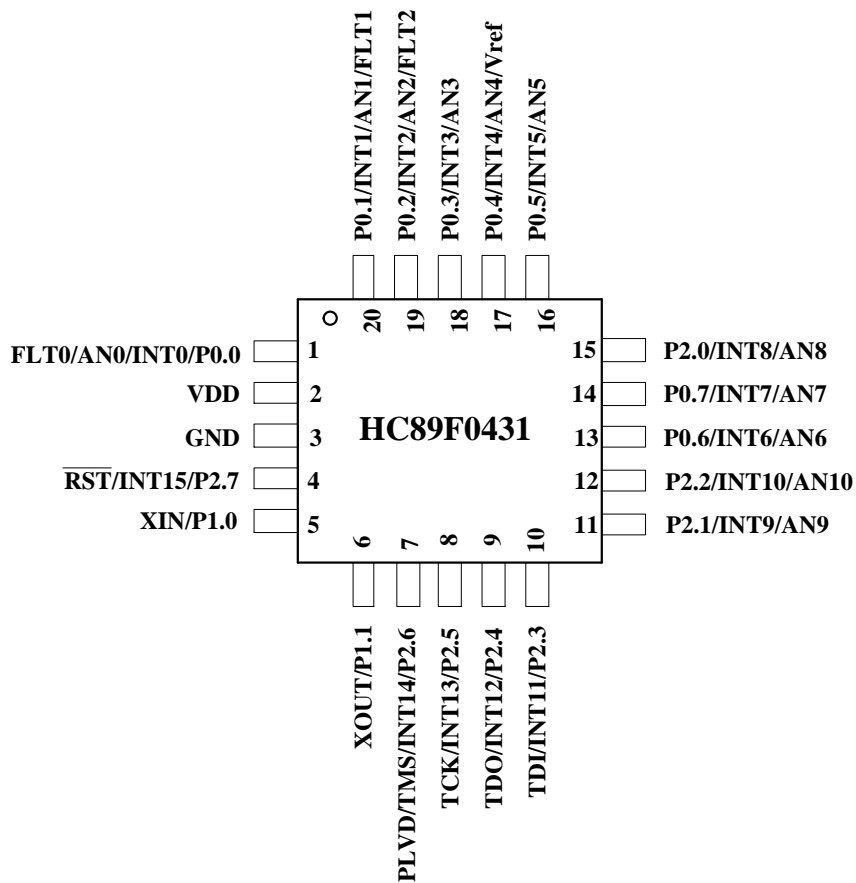 P0.1/INT1/AN1/FLT1
P0.2/INT2/AN2/FLT2
P0.3/INT3/AN3
P0.4/INT4/AN4/Vref
P0.5/INT5/AN5
20
19
18
17
16
FLT0/AN0/INT0/P0.0
1
15
P2.0/INT8/AN8
VDD
2
14
P0.7/INT7/AN7
GND
3
HC89F0431
13
P0.6/INT6/AN6
RST/INT15/P2.7
4
12
P2.2/INT10/AN10
XIN/P1.0
5
11
P2.1/INT9/AN9
6
7
8
9
10
XOUT/P1.1
PLVD/TMS/INT14/P2.6
TCK/INT13/P2.5
TDO/INT12/P2.4
TDI/INT11/P2.3